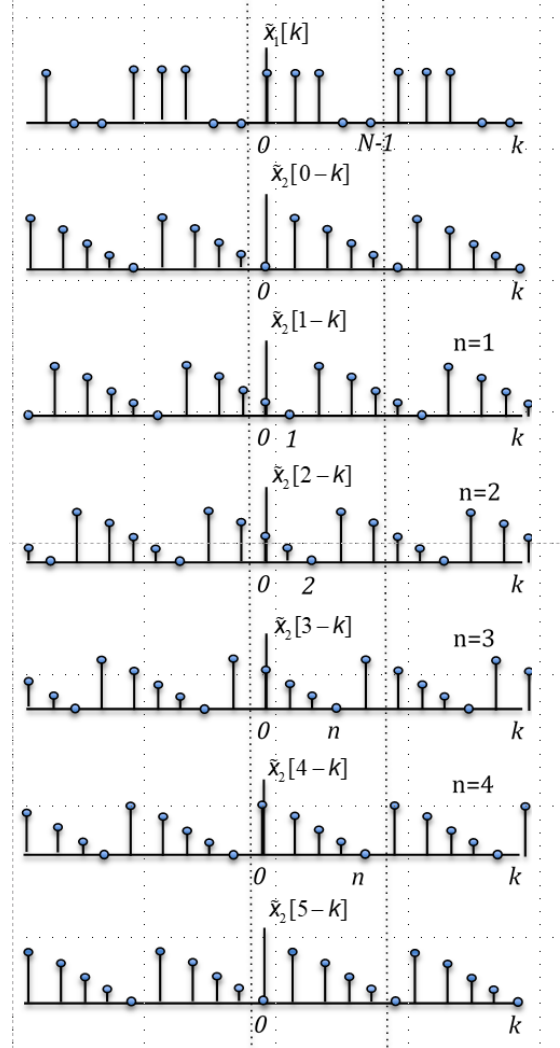 x̃₁[k]
0 N-1 k
x̃₂[0−k]
0 k
x̃₂[1−k] n=1
0 1 k
x̃₂[2−k] n=2
0 2 k
x̃₂[3−k] n=3
0 n k
x̃₂[4−k] n=4
0 n k
x̃₂[5−k]
0 k